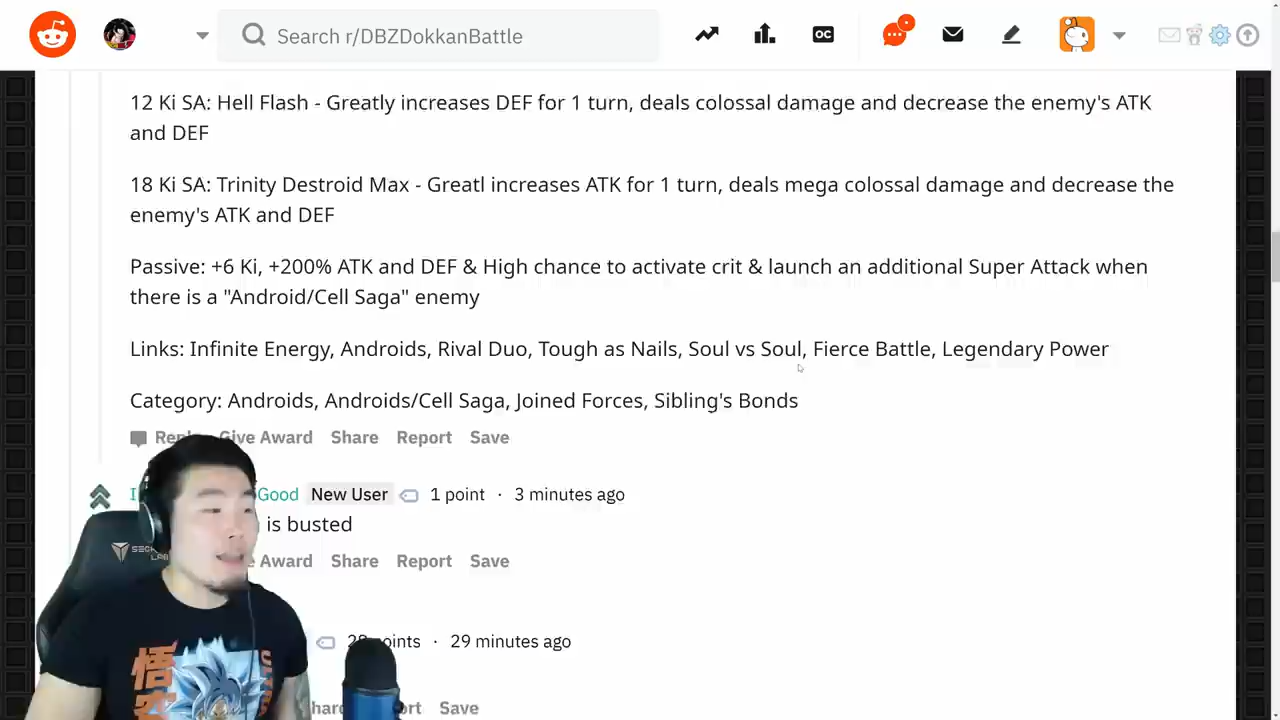 Search r/DBZDokkanBattle
OC
12 Ki SA: Hell Flash - Greatly increases DEF for 1 turn, deals colossal damage and decrease the enemy's ATK
and DEF
18 Ki SA: Trinity Destroid Max - Greatl increases ATK for 1 turn, deals mega colossal damage and decrease the
enemy's ATK and DEF
Passive: +6 Ki, +200% ATK and DEF & High chance to activate crit & launch an additional Super Attack when
there is a "Android/Cell Saga" enemy
Links: Infinite Energy, Androids, Rival Duo, Tough as Nails, Soul vs Soul, Fierce Battle, Legendary Power
Category: Androids, Androids/Cell Saga, Joined Forces, Sibling's Bonds
Give Award Share Report Save
Good New User 1 point · 3 minutes ago
is busted
Award Share Report Save
points · 29 minutes ago
Save
悟